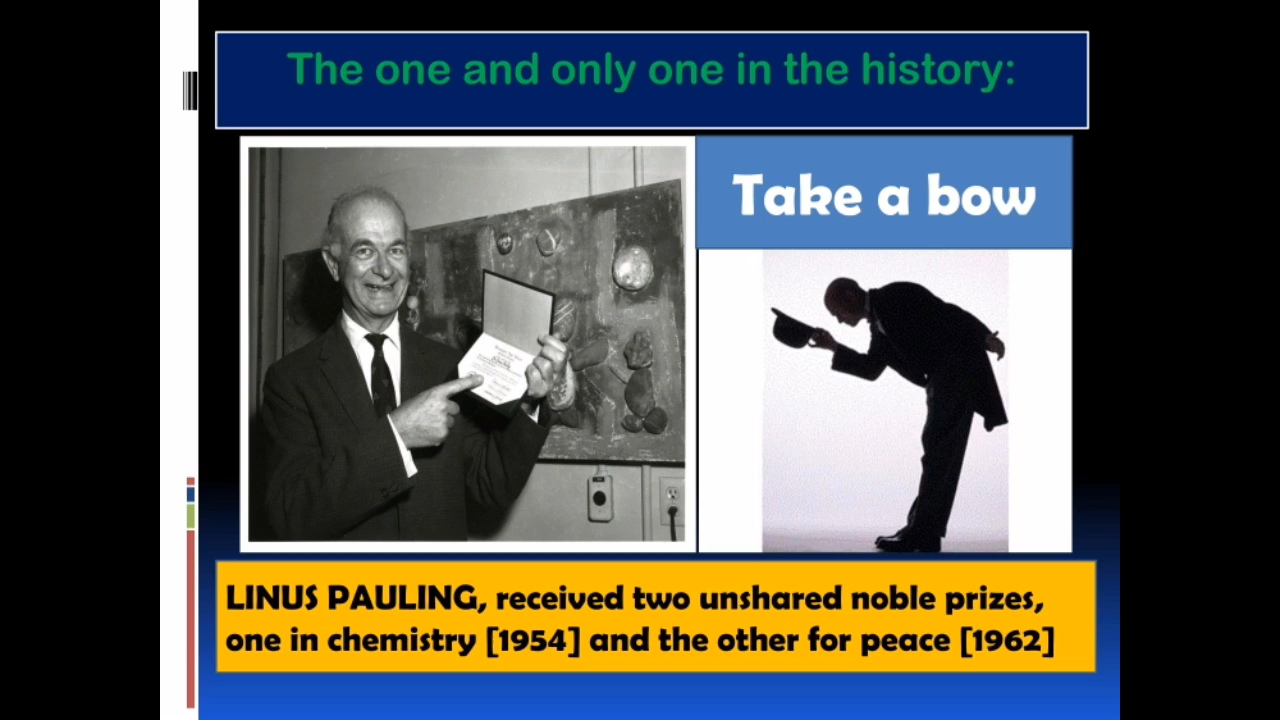 The one and only one in the history:
Take a bow
LINUS PAULING, received two unshared noble prizes,
one in chemistry [1954] and the other for peace [1962]